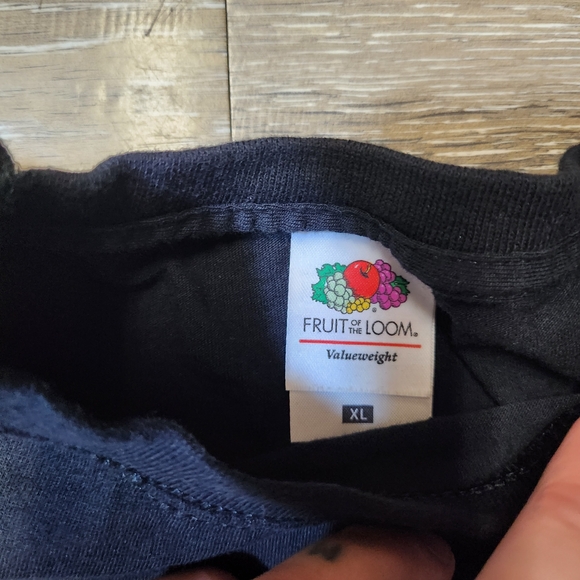 FRUIT OF THE LOOM®
Valueweight
XL